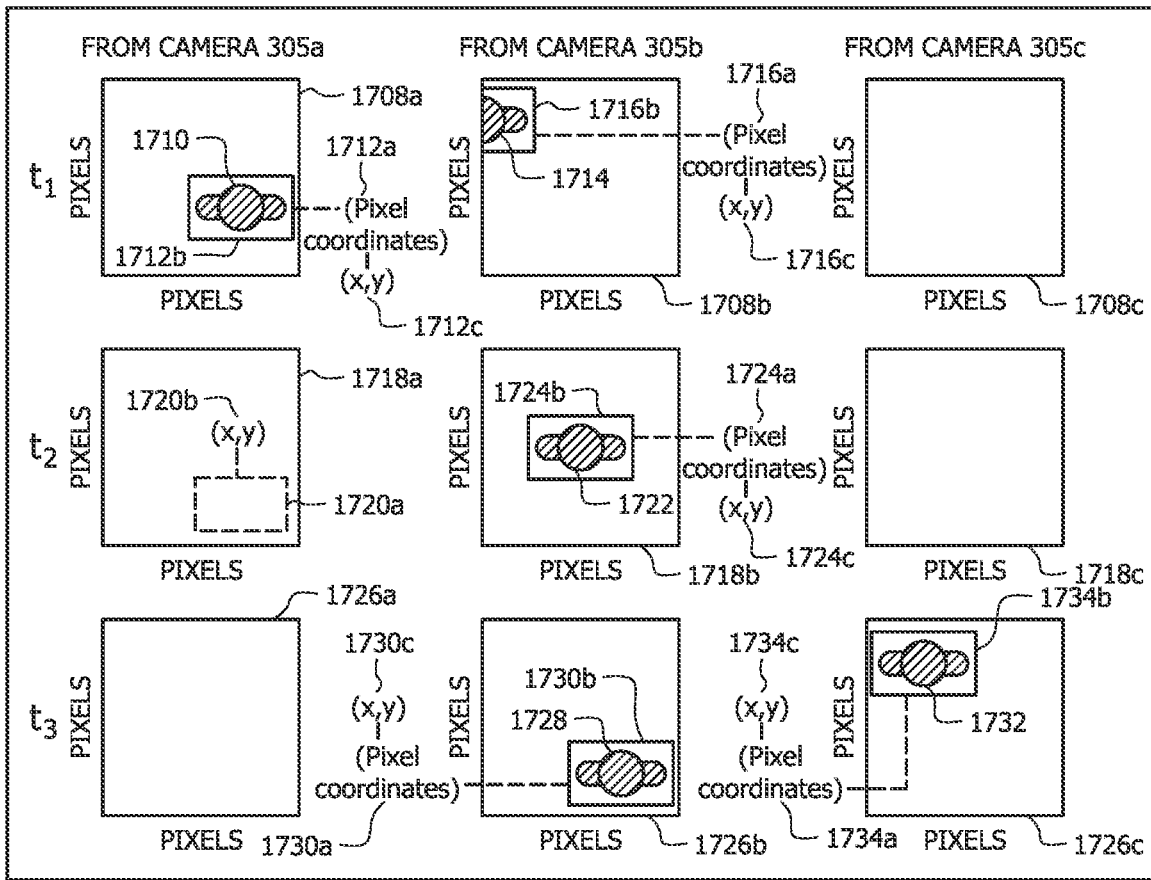 FROM CAMERA 305a
FROM CAMERA 305b
FROM CAMERA 305c
t1
PIXELS
1708a
1710
1712a
(Pixel
coordinates)
(x,y)
1712b
1712c
PIXELS
PIXELS
1716a
1716b
(Pixel
coordinates)
(x,y)
1714
1716c
PIXELS
1708b
PIXELS
PIXELS
1708c
t2
PIXELS
1718a
1720b
(x,y)
1720a
PIXELS
PIXELS
1724a
1724b
(Pixel
coordinates)
(x,y)
1722
1724c
PIXELS
1718b
PIXELS
PIXELS
1718c
t3
1726a
PIXELS
PIXELS
1730c
(x,y)
(Pixel
coordinates)
1730a
PIXELS
1730b
1728
PIXELS
1726b
1734c
(x,y)
(Pixel
coordinates)
1734a
PIXELS
1734b
1732
PIXELS
1726c